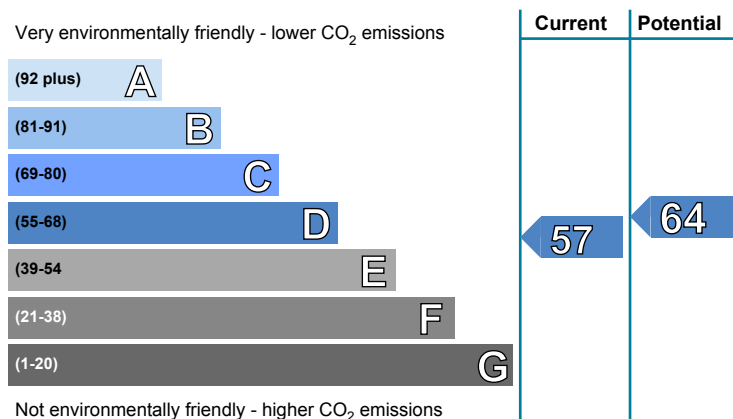 Very environmentally friendly - lower CO₂ emissions
Current
Potential
(92 plus) A
(81-91) B
(69-80) C
(55-68) D
(39-54 E
(21-38) F
(1-20) G
57
64
Not environmentally friendly - higher CO₂ emissions